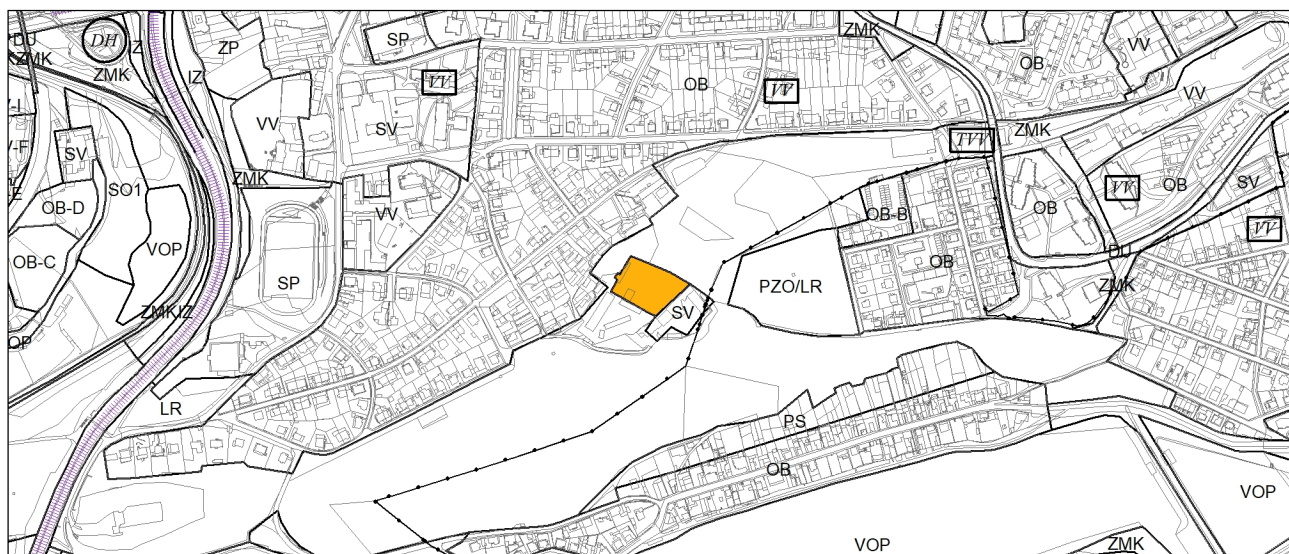 DU
ZMK
DH
ZMK
IZ
ZP
IZ
SP
VV
OB
VV
ZMK
OB
VV
VV
VV
SV
TVV
ZMK
V-I
V-F
SV
-E
SO1
ZMK
VV
OB-D
VOP
OB-C
SP
OB-B
OB
OB
VV
OB
SV
VV
DU
ZMK
PZO/LR
SV
ZMKIZ
OP
LR
PS
OB
VOP
VOP
ZMK